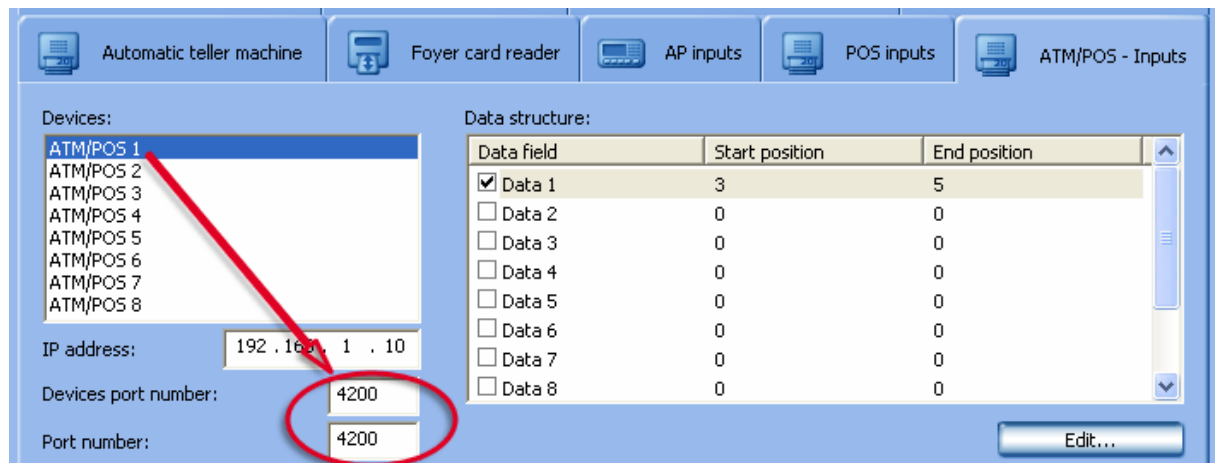 Automatic teller machine
Foyer card reader
AP inputs
POS inputs
ATM/POS - Inputs
Devices:
ATM/POS 1
ATM/POS 2
ATM/POS 3
ATM/POS 4
ATM/POS 5
ATM/POS 6
ATM/POS 7
ATM/POS 8
IP address: 192 . 168 . 1 . 10
Devices port number: 4200
Port number: 4200
Data structure:
Data field Start position End position
Data 1 3 5
Data 2 0 0
Data 3 0 0
Data 4 0 0
Data 5 0 0
Data 6 0 0
Data 7 0 0
Data 8 0 0
Edit...